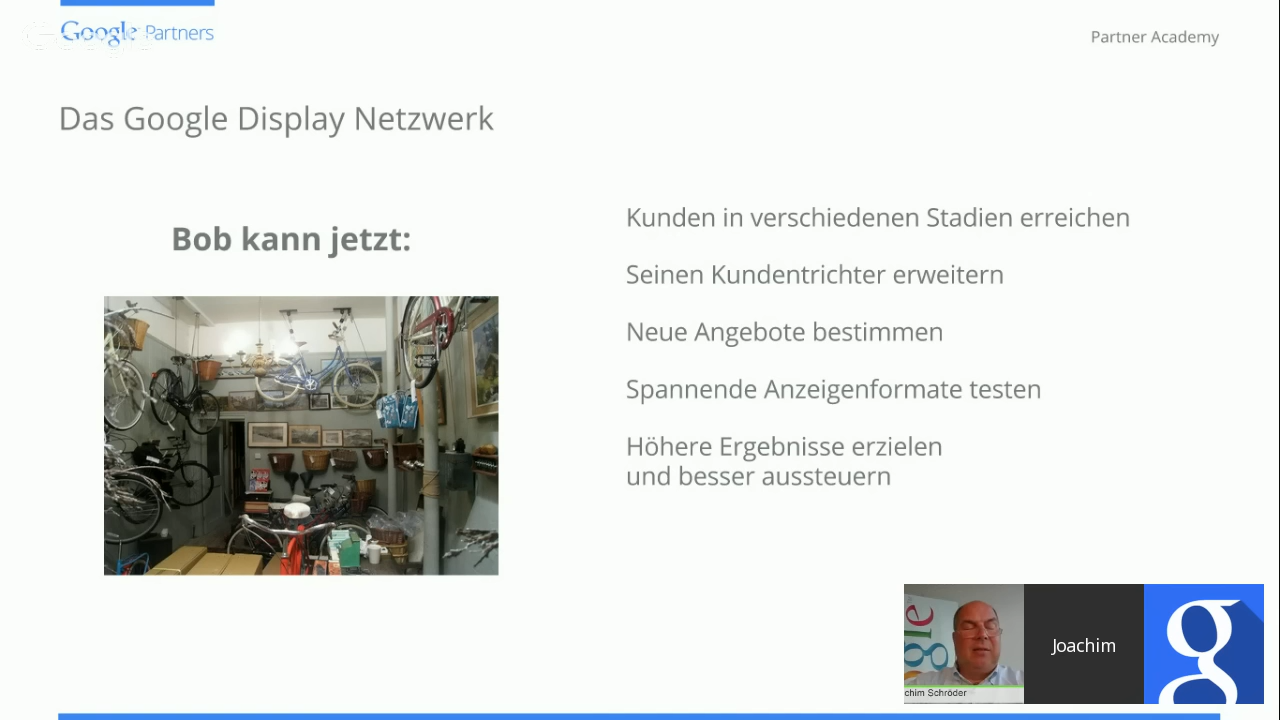 Google Partners
Partner Academy
Das Google Display Netzwerk
Bob kann jetzt:
Kunden in verschiedenen Stadien erreichen
Seinen Kundentrichter erweitern
Neue Angebote bestimmen
Spannende Anzeigenformate testen
Höhere Ergebnisse erzielen
und besser aussteuern
Joachim
chim Schröder
g